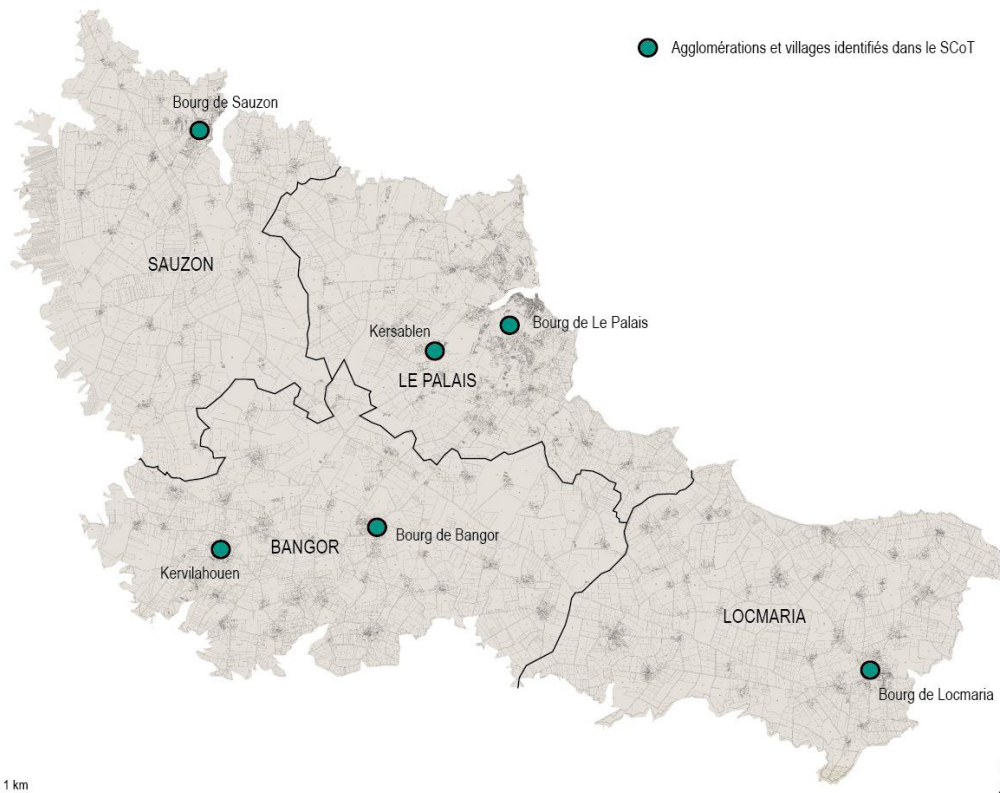 Agglomérations et villages identifiés dans le SCoT
Bourg de Sauzon
SAUZON
Bourg de Le Palais
Kersablen
LE PALAIS
Bourg de Bangor
BANGOR
Kervilahouen
LOCMARIA
Bourg de Locmaria
1 km